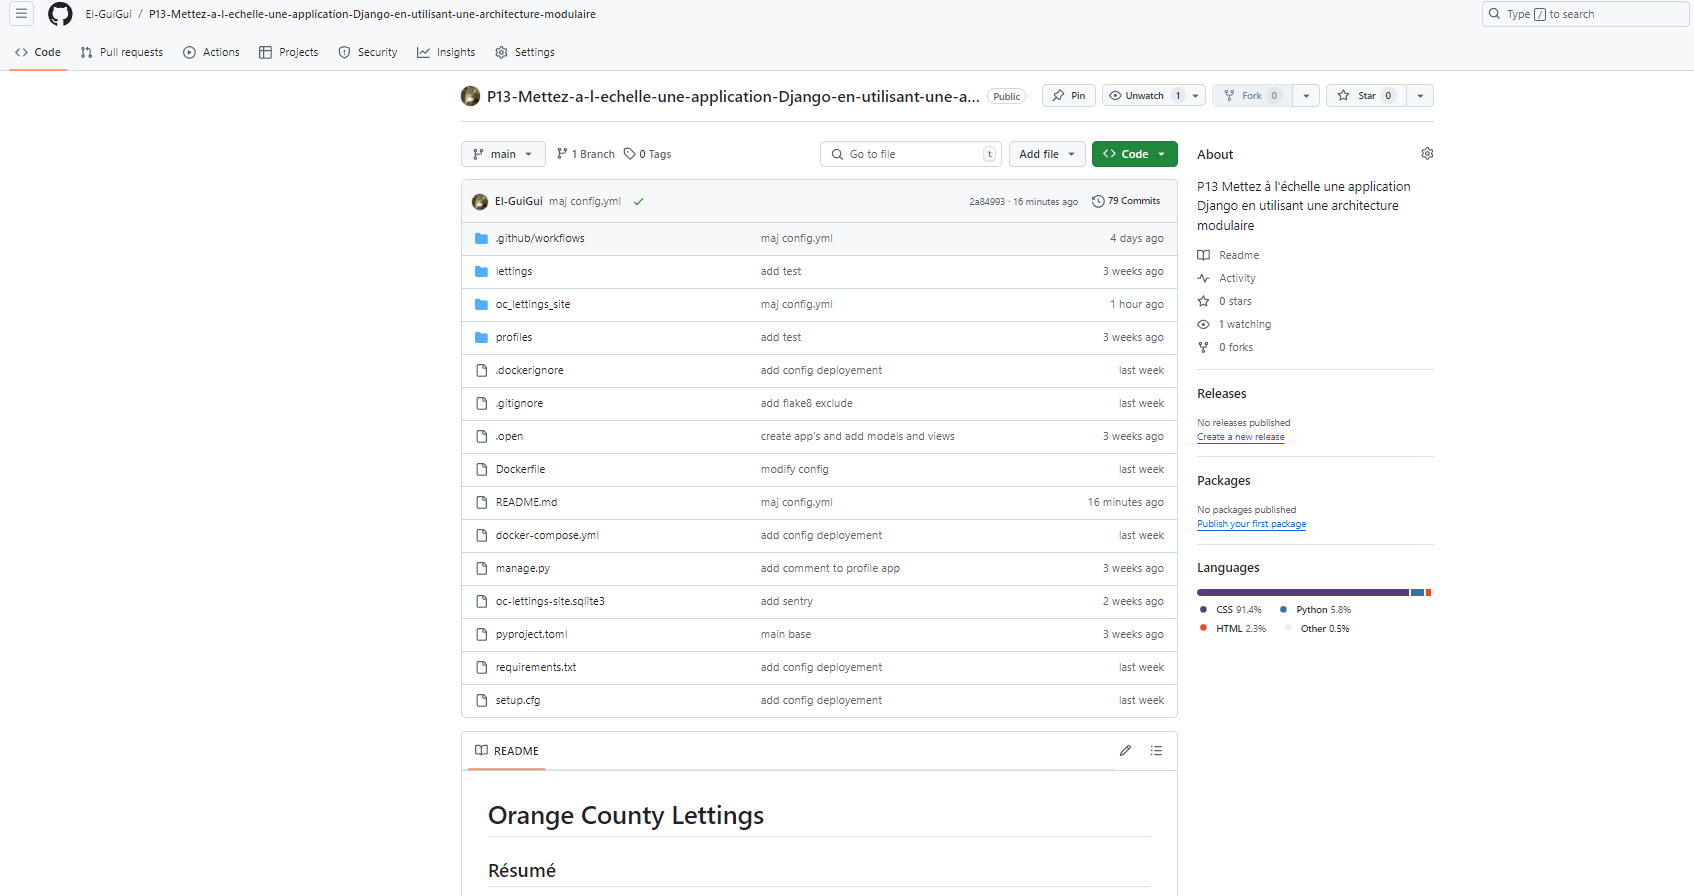 El-GuiGui / P13-Mettez-a-l-echelle-une-application-Django-en-utilisant-une-architecture-modulaire
Type / to search
Code Pull requests Actions Projects Security Insights Settings
P13-Mettez-a-l-echelle-une-application-Django-en-utilisant-une-a... Public
Pin Unwatch 1 Fork 0 Star 0
main 1 Branch 0 Tags
Go to file t Add file Code
El-GuiGui maj config.yml 2a84993 · 16 minutes ago 79 Commits
.github/workflows maj config.yml 4 days ago
lettings add test 3 weeks ago
oc_lettings_site maj config.yml 1 hour ago
profiles add test 3 weeks ago
.dockerignore add config deployement last week
.gitignore add flake8 exclude last week
.open create app's and add models and views 3 weeks ago
Dockerfile modify config last week
README.md maj config.yml 16 minutes ago
docker-compose.yml add config deployement last week
manage.py add comment to profile app 3 weeks ago
oc-lettings-site.sqlite3 add sentry 2 weeks ago
pyproject.toml main base 3 weeks ago
requirements.txt add config deployement last week
setup.cfg add config deployement last week
README
Orange County Lettings
Résumé
About
P13 Mettez à l'échelle une application
Django en utilisant une architecture
modulaire
Readme
Activity
0 stars
1 watching
0 forks
Releases
No releases published
Create a new release
Packages
No packages published
Publish your first package
Languages
CSS 91.4% Python 5.8%
HTML 2.3% Other 0.5%